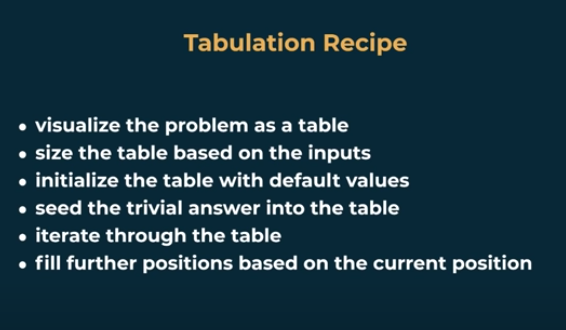 Tabulation Recipe
• visualize the problem as a table
• size the table based on the inputs
• initialize the table with default values
• seed the trivial answer into the table
• iterate through the table
• fill further positions based on the current position